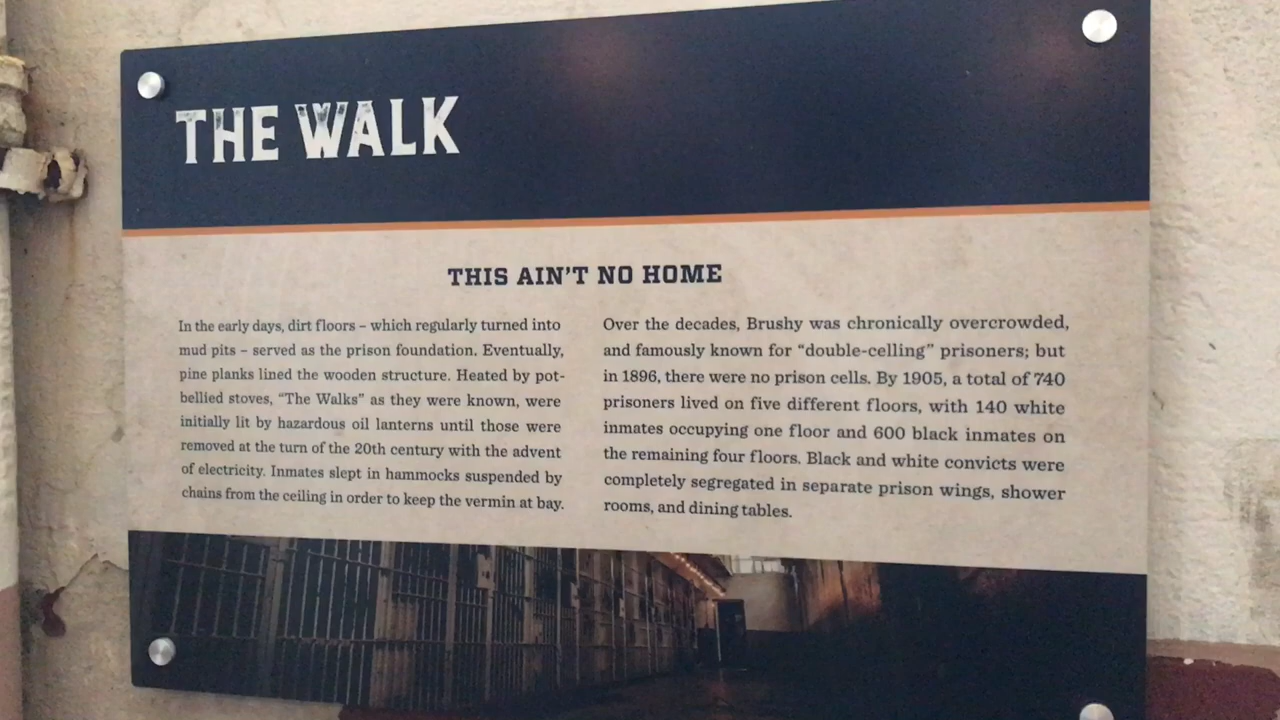 THE WALK
THIS AIN'T NO HOME
In the early days, dirt floors – which regularly turned into
mud pits – served as the prison foundation. Eventually,
pine planks lined the wooden structure. Heated by pot-
bellied stoves, “The Walks” as they were known, were
initially lit by hazardous oil lanterns until those were
removed at the turn of the 20th century with the advent
of electricity. Inmates slept in hammocks suspended by
chains from the ceiling in order to keep the vermin at bay.
Over the decades, Brushy was chronically overcrowded,
and famously known for “double-celling” prisoners; but
in 1896, there were no prison cells. By 1905, a total of 740
prisoners lived on five different floors, with 140 white
inmates occupying one floor and 600 black inmates on
the remaining four floors. Black and white convicts were
completely segregated in separate prison wings, shower
rooms, and dining tables.